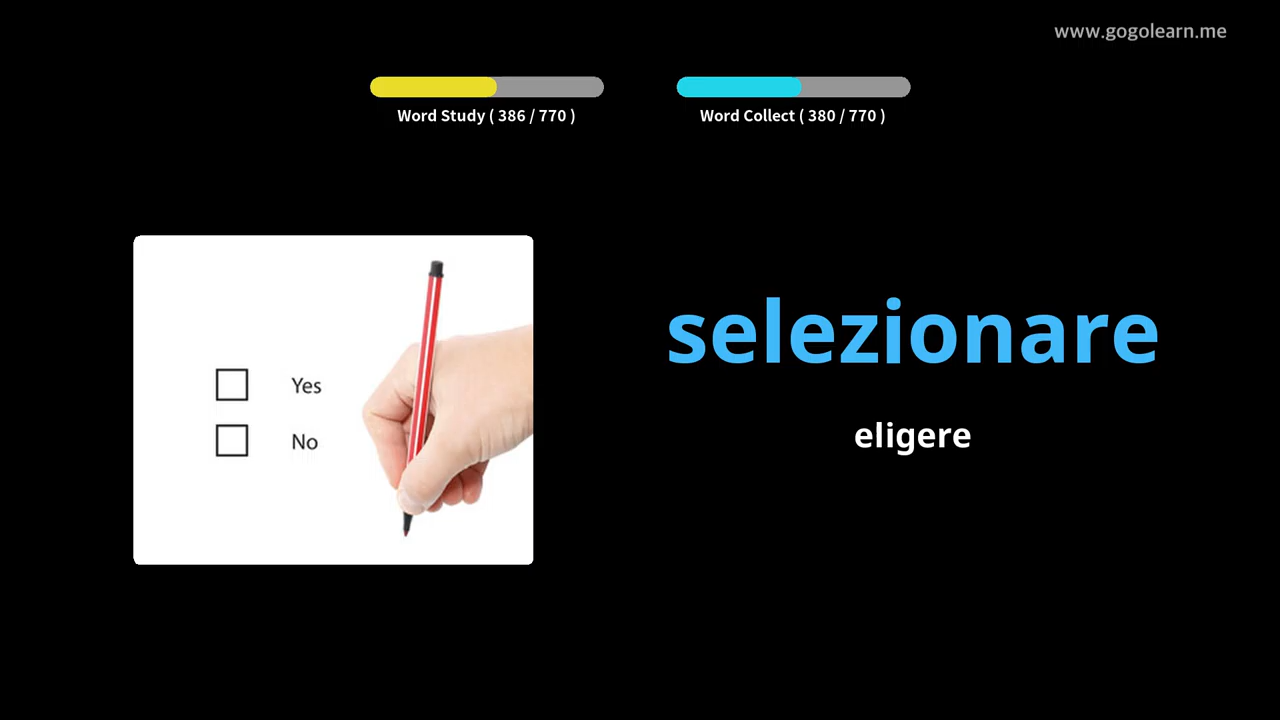 www.gogolearn.me
Word Study ( 386 / 770 )
Word Collect ( 380 / 770 )
Yes
No
selezionare
eligere